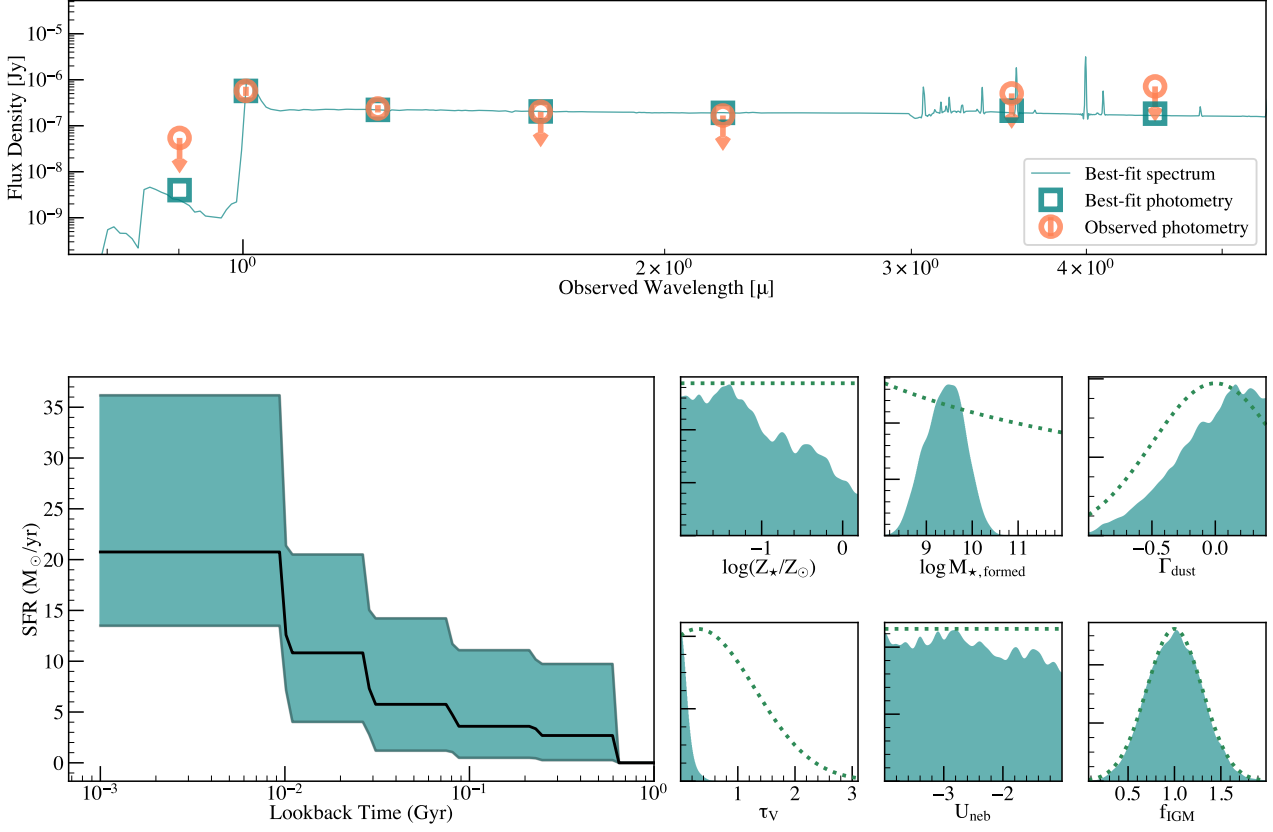 10⁻⁵
10⁻⁶
10⁻⁷
10⁻⁸
10⁻⁹
Flux Density [Jy]
Best-fit spectrum
Best-fit photometry
Observed photometry
10⁰
2 × 10⁰
3 × 10⁰
4 × 10⁰
Observed Wavelength [μ]
35
30
25
20
15
10
5
0
SFR (M⊙/yr)
10⁻³
10⁻²
10⁻¹
10⁰
Lookback Time (Gyr)
−1 0
log(Z⋆/Z⊙)
9 10 11
log M⋆,formed
−0.5 0.0
Γdust
1 2 3
τV
−3 −2
Uneb
0.5 1.0 1.5
fIGM